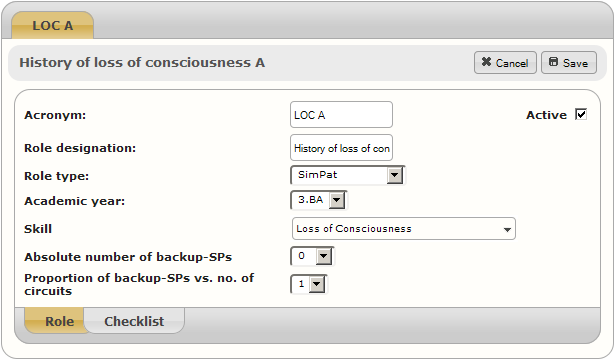 LOC A
History of loss of consciousness A
Cancel
Save
Acronym:
LOC A
Active
Role designation:
History of loss of con
Role type:
SimPat
Academic year:
3.BA
Skill
Loss of Consciousness
Absolute number of backup-SPs
0
Proportion of backup-SPs vs. no. of
circuits
1
Role
Checklist